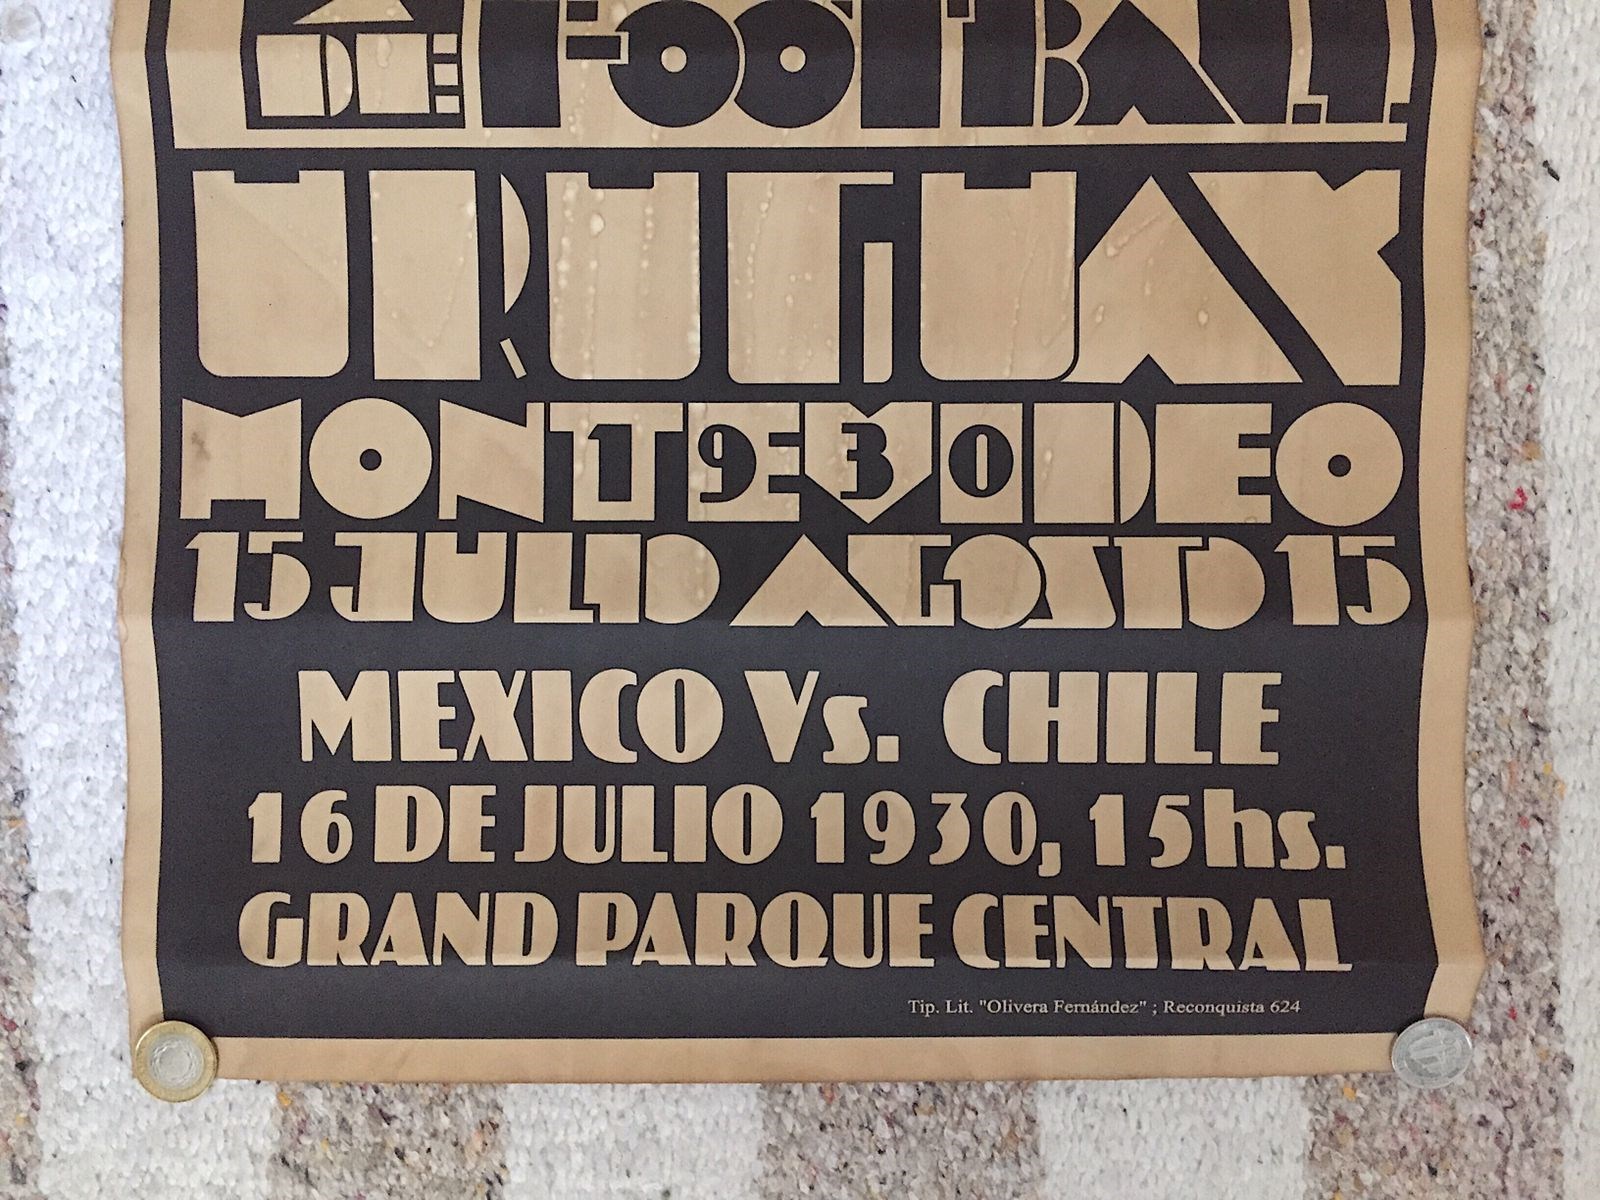 DE FOOTBALL
URUGUAY
MONTEVIDEO
1930
15 JULIO AGOSTO 15
MEXICO Vs. CHILE
16 DE JULIO 1930, 15hs.
GRAND PARQUE CENTRAL
Tip. Lit. "Olivera Fernández" ; Reconquista 624